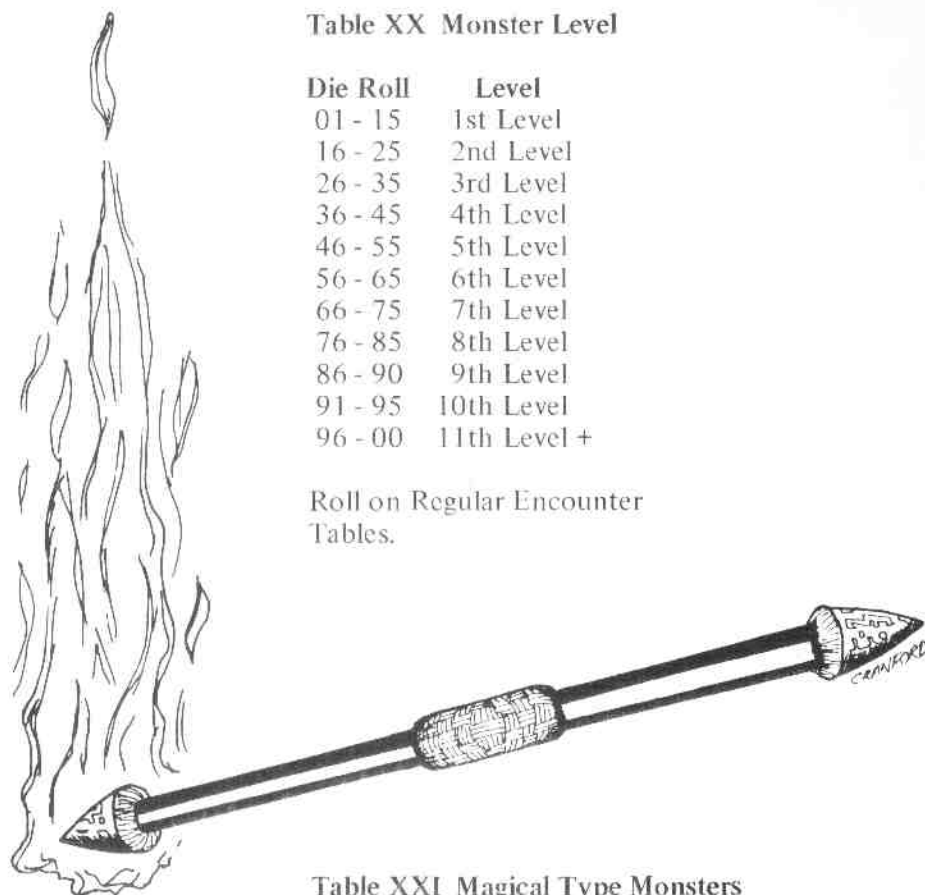 Table XX Monster Level
Die Roll Level
01 - 15 1st Level
16 - 25 2nd Level
26 - 35 3rd Level
36 - 45 4th Level
46 - 55 5th Level
56 - 65 6th Level
66 - 75 7th Level
76 - 85 8th Level
86 - 90 9th Level
91 - 95 10th Level
96 - 00 11th Level +
Roll on Regular Encounter
Tables.
CRANFORD
Table XXI Magical Type Monsters